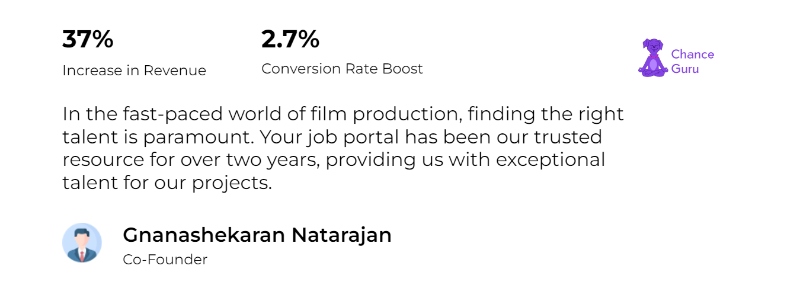 37%
Increase in Revenue
2.7%
Conversion Rate Boost
Chance
Guru
In the fast-paced world of film production, finding the right
talent is paramount. Your job portal has been our trusted
resource for over two years, providing us with exceptional
talent for our projects.
Gnanashekaran Natarajan
Co-Founder